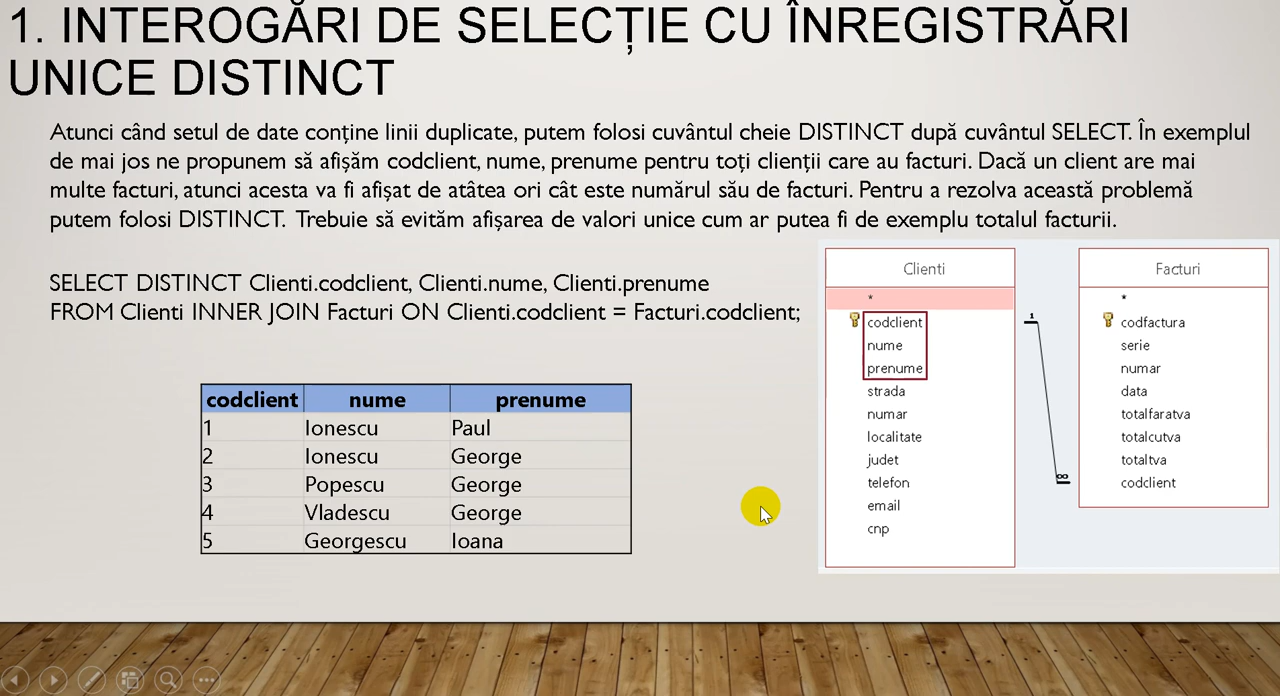 1. INTEROGĂRI DE SELECȚIE CU ÎNREGISTRĂRI
UNICE DISTINCT
Atunci când setul de date conține linii duplicate, putem folosi cuvântul cheie DISTINCT după cuvântul SELECT. În exemplul
de mai jos ne propunem să afișăm codclient, nume, prenume pentru toți clienții care au facturi. Dacă un client are mai
multe facturi, atunci acesta va fi afișat de atâtea ori cât este numărul său de facturi. Pentru a rezolva această problemă
putem folosi DISTINCT. Trebuie să evităm afișarea de valori unice cum ar putea fi de exemplu totalul facturii.
SELECT DISTINCT Clienti.codclient, Clienti.nume, Clienti.prenume
FROM Clienti INNER JOIN Facturi ON Clienti.codclient = Facturi.codclient;
codclient nume prenume
1 Ionescu Paul
2 Ionescu George
3 Popescu George
4 Vladescu George
5 Georgescu Ioana
Clienti
*
codclient
nume
prenume
strada
numar
localitate
judet
telefon
email
cnp
1
∞
Facturi
*
codfactura
serie
numar
data
totalfaratva
totalcutva
totaltva
codclient